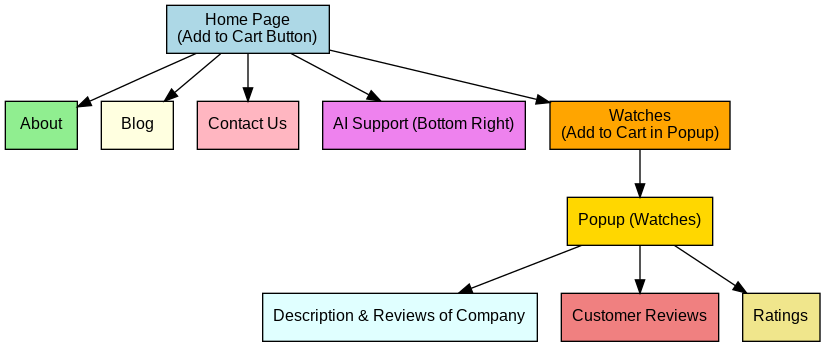 Home Page
(Add to Cart Button)
About
Blog
Contact Us
AI Support (Bottom Right)
Watches
(Add to Cart in Popup)
Popup (Watches)
Description & Reviews of Company
Customer Reviews
Ratings